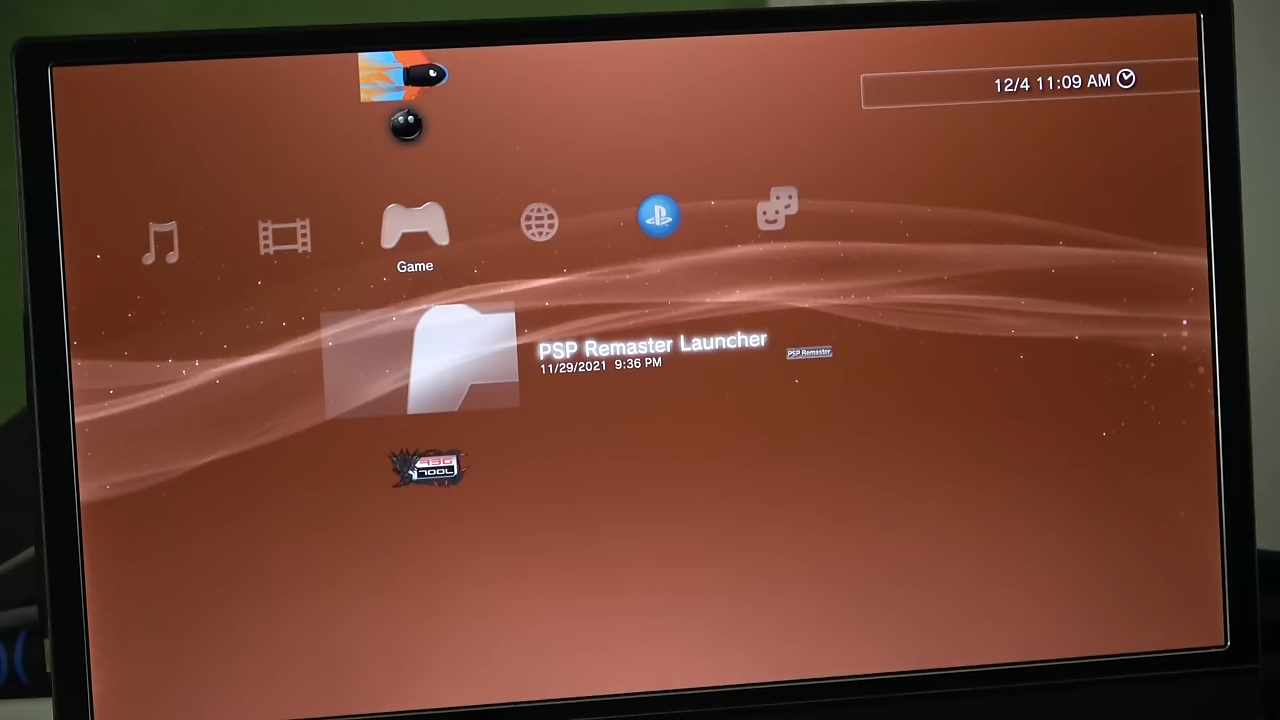 12/4 11:09 AM
Game
PSP Remaster Launcher
11/29/2021 9:36 PM
PSP Remaster